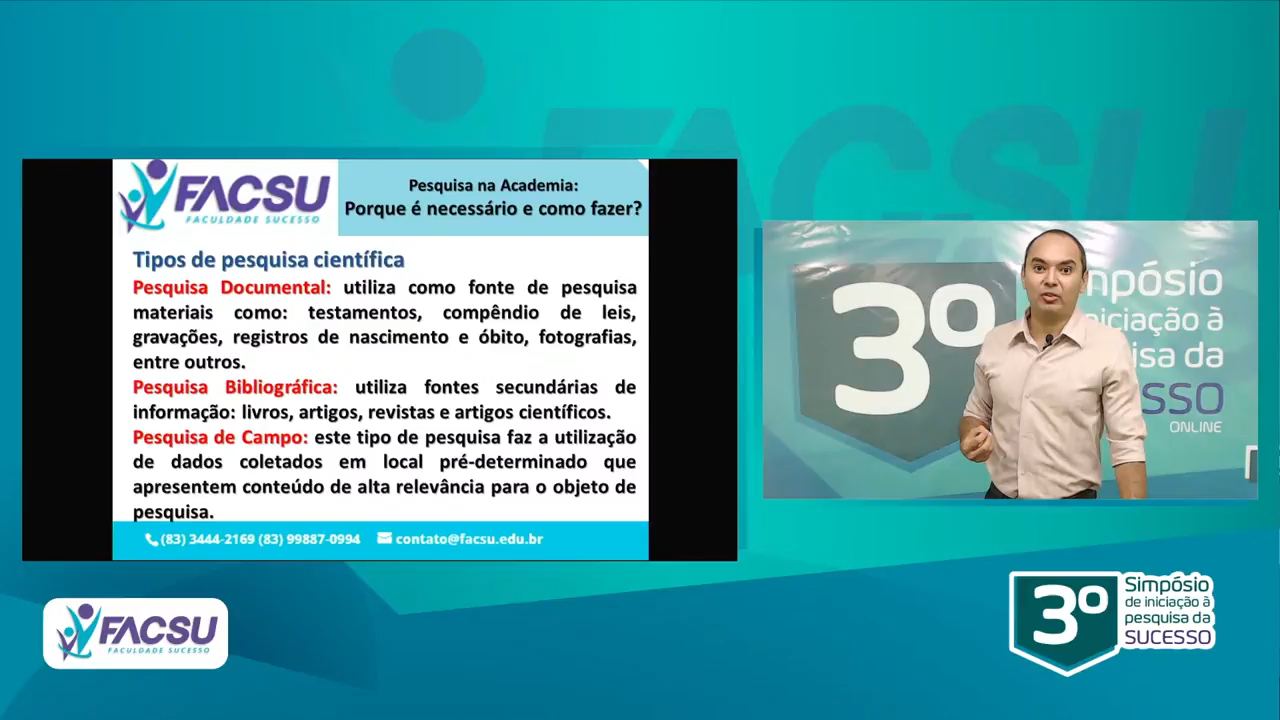 FACSU
FACULDADE SUCESSO
Pesquisa na Academia:
Porque é necessário e como fazer?
Tipos de pesquisa científica
Pesquisa Documental: utiliza como fonte de pesquisa
materiais como: testamentos, compêndio de leis,
gravações, registros de nascimento e óbito, fotografias,
entre outros.
Pesquisa Bibliográfica: utiliza fontes secundárias de
informação: livros, artigos, revistas e artigos científicos.
Pesquisa de Campo: este tipo de pesquisa faz a utilização
de dados coletados em local pré-determinado que
apresentem conteúdo de alta relevância para o objeto de
pesquisa.
(83) 3444-2169 (83) 99887-0994 contato@facsu.edu.br
FACSU
3º
mpósio
niciação à
isa da
SSO
ONLINE
FACSU
FACULDADE SUCESSO
3º
Simpósio
de iniciação à
pesquisa da
SUCESSO